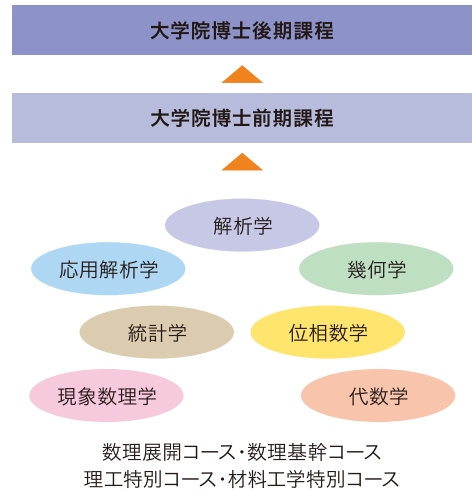 大学院博士後期課程
大学院博士前期課程
解析学
応用解析学
幾何学
統計学
位相数学
現象数理学
代数学
数理展開コース・数理基幹コース
理工特別コース・材料工学特別コース